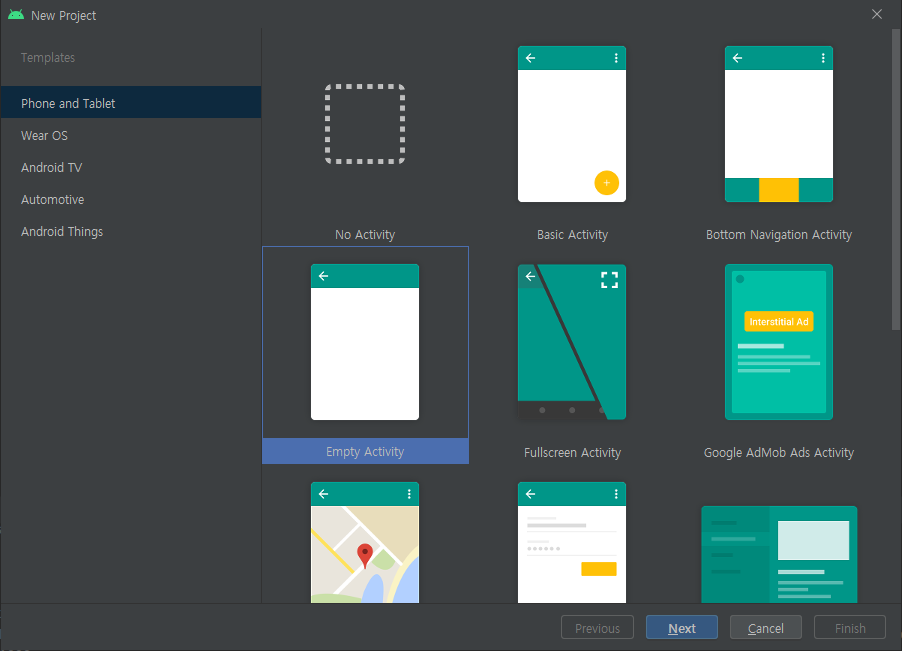 New Project
Templates
Phone and Tablet
Wear OS
Android TV
Automotive
Android Things
No Activity
Basic Activity
Bottom Navigation Activity
Interstitial Ad
Empty Activity
Fullscreen Activity
Google AdMob Ads Activity
Previous
Next
Cancel
Finish